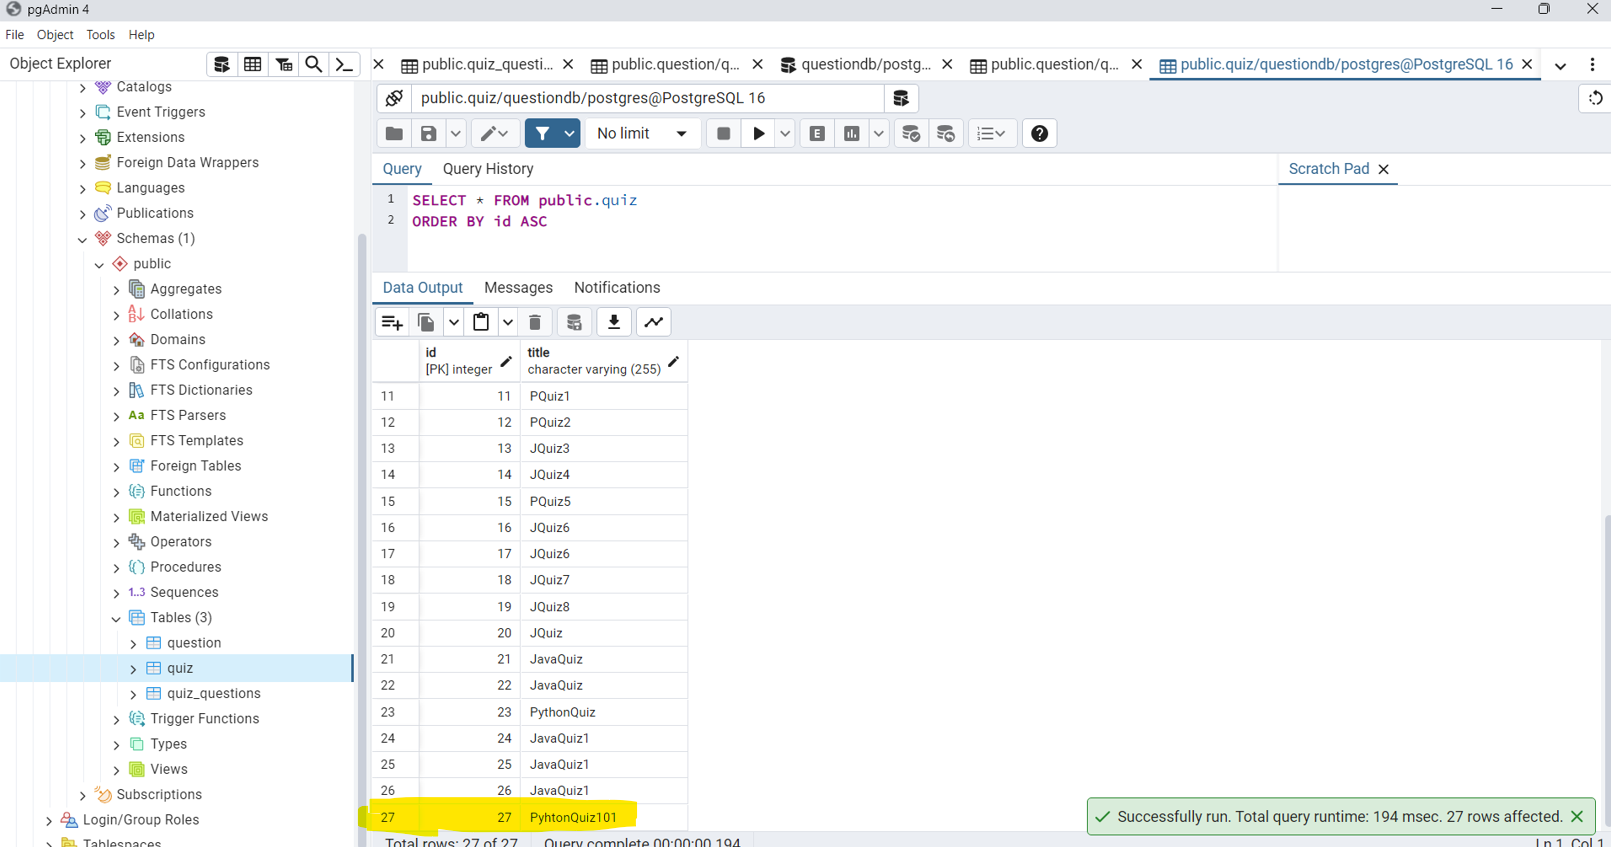 pgAdmin 4
File Object Tools Help
Object Explorer
public.quiz_questi...
public.question/q...
questiondb/postg...
public.question/q...
public.quiz/questiondb/postgres@PostgreSQL 16
public.quiz/questiondb/postgres@PostgreSQL 16
No limit
E
Query Query History
Scratch Pad
1 SELECT * FROM public.quiz
2 ORDER BY id ASC
Data Output Messages Notifications
Catalogs
Event Triggers
Extensions
Foreign Data Wrappers
Languages
Publications
Schemas (1)
public
Aggregates
Collations
Domains
FTS Configurations
FTS Dictionaries
Aa FTS Parsers
FTS Templates
Foreign Tables
Functions
Materialized Views
Operators
Procedures
1..3 Sequences
Tables (3)
question
quiz
quiz_questions
Trigger Functions
Types
Views
Subscriptions
Login/Group Roles
Tablespaces
id title
[PK] integer character varying (255)
11 11 PQuiz1
12 12 PQuiz2
13 13 JQuiz3
14 14 JQuiz4
15 15 PQuiz5
16 16 JQuiz6
17 17 JQuiz6
18 18 JQuiz7
19 19 JQuiz8
20 20 JQuiz
21 21 JavaQuiz
22 22 JavaQuiz
23 23 PythonQuiz
24 24 JavaQuiz1
25 25 JavaQuiz1
26 26 JavaQuiz1
27 27 PyhtonQuiz101
Successfully run. Total query runtime: 194 msec. 27 rows affected.
Total rows: 27 of 27 Query complete 00:00:00.194
Ln 1, Col 1